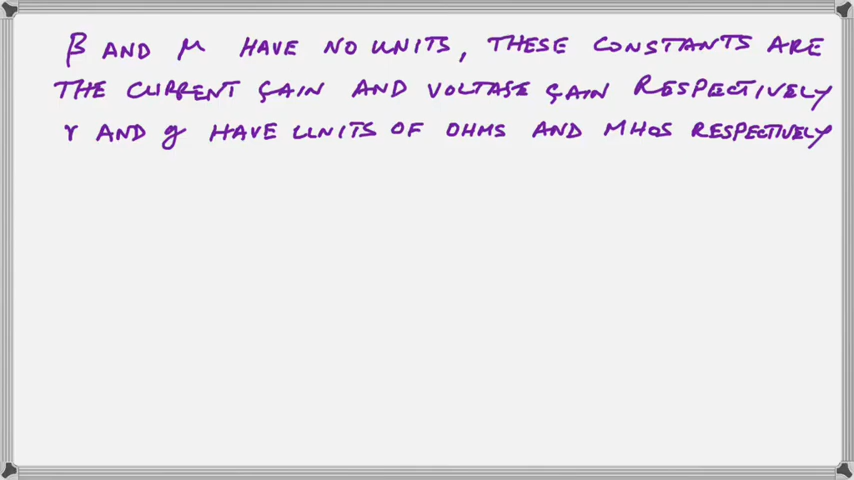 β AND μ HAVE NO UNITS, THESE CONSTANTS ARE
THE CURRENT GAIN AND VOLTAGE GAIN RESPECTIVELY
r AND g HAVE UNITS OF OHMS AND MHOS RESPECTIVELY